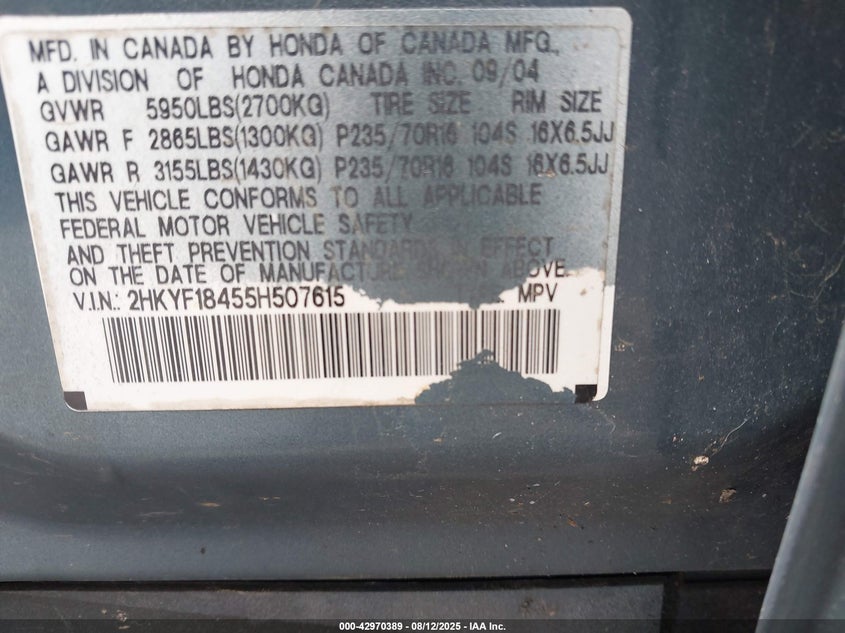 MFD. IN CANADA BY HONDA OF CANADA MFG.,
A DIVISION OF HONDA CANADA INC. 09/04
GVWR 5950LBS(2700KG) TIRE SIZE RIM SIZE
GAWR F 2865LBS(1300KG) P235/70R16 104S 16X6.5JJ
GAWR R 3155LBS(1430KG) P235/70R16 104S 16X6.5JJ
THIS VEHICLE CONFORMS TO ALL APPLICABLE
FEDERAL MOTOR VEHICLE SAFETY
AND THEFT PREVENTION STANDARDS IN EFFECT
ON THE DATE OF MANUFACTURE SHOWN ABOVE.
V.I.N.: 2HKYF18455H507615 MPV
000-42970389 - 08/12/2025 - IAA Inc.